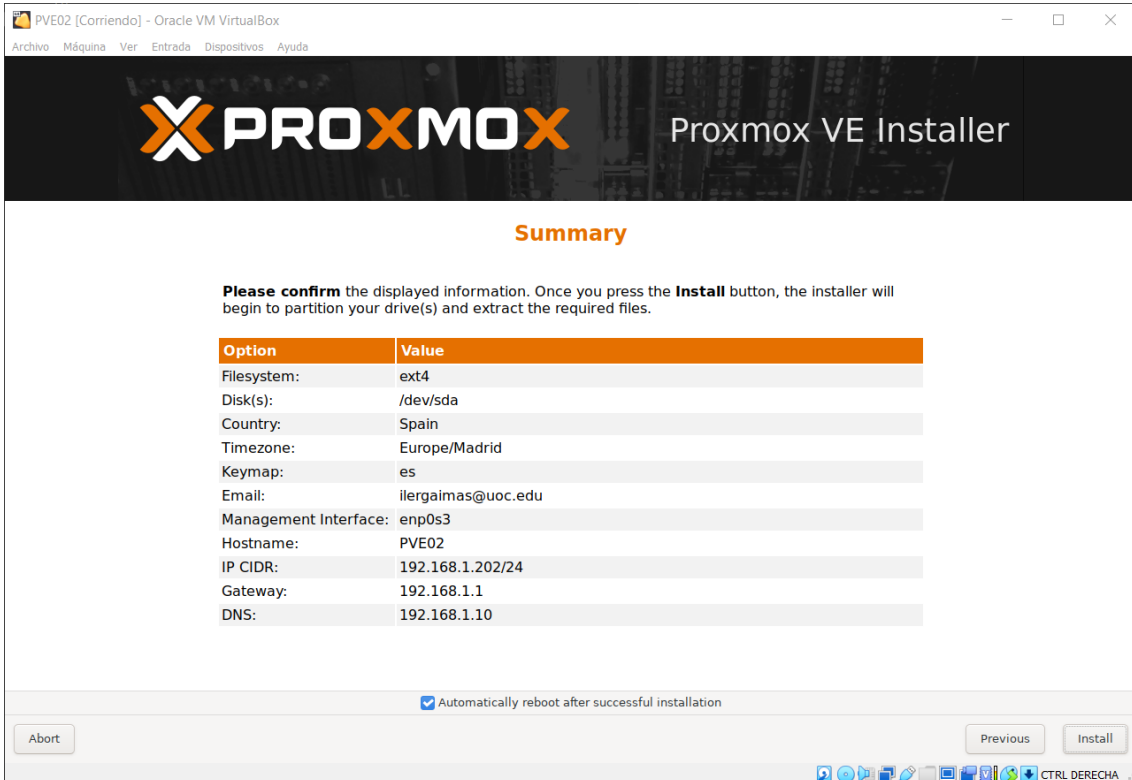 PVE02 [Corriendo] - Oracle VM VirtualBox
Archivo Máquina Ver Entrada Dispositivos Ayuda
PROXMOX Proxmox VE Installer
Summary
Please confirm the displayed information. Once you press the Install button, the installer will
begin to partition your drive(s) and extract the required files.
Option Value
Filesystem: ext4
Disk(s): /dev/sda
Country: Spain
Timezone: Europe/Madrid
Keymap: es
Email: ilergaimas@uoc.edu
Management Interface: enp0s3
Hostname: PVE02
IP CIDR: 192.168.1.202/24
Gateway: 192.168.1.1
DNS: 192.168.1.10
Automatically reboot after successful installation
Abort Previous Install
CTRL DERECHA